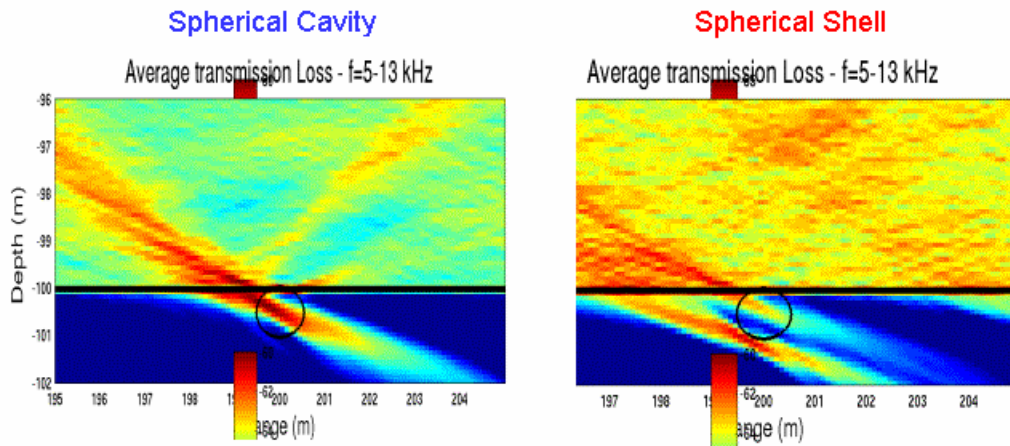 Spherical Cavity
Spherical Shell
Average transmission Loss - f=5-13 kHz
Average transmission Loss - f=5-13 kHz
Depth (m)
-96
-97
-98
-99
-100
-101
-102
195 196 197 198 200 201 202 203 204
197 198 200 201 202 203 204
-62
-62
(m)
(m)